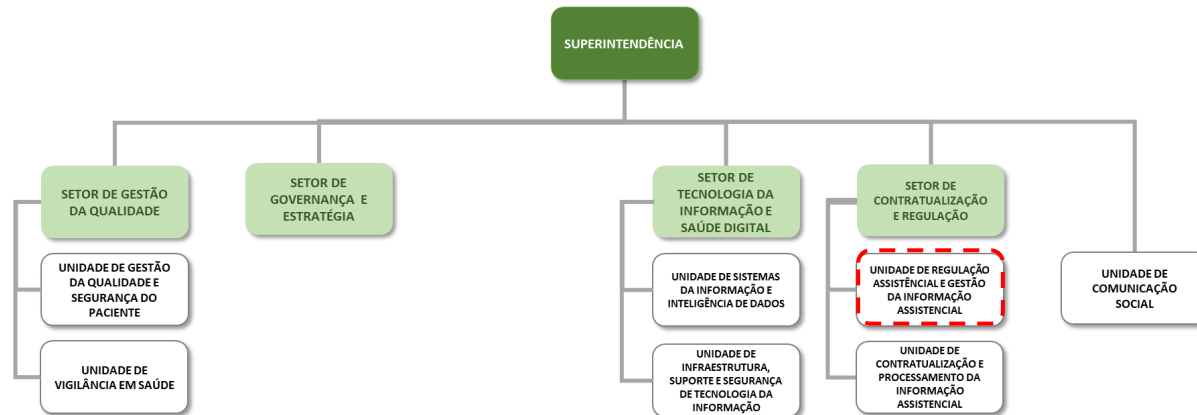 SUPERINTENDÊNCIA
SETOR DE GESTÃO
DA QUALIDADE
SETOR DE
GOVERNANÇA E
ESTRATÉGIA
SETOR DE
TECNOLOGIA DA
INFORMAÇÃO E
SAÚDE DIGITAL
SETOR DE
CONTRATUALIZAÇÃO
E REGULAÇÃO
UNIDADE DE GESTÃO
DA QUALIDADE E
SEGURANÇA DO
PACIENTE
UNIDADE DE SISTEMAS
DA INFORMAÇÃO E
INTELIGÊNCIA DE DADOS
UNIDADE DE REGULAÇÃO
ASSISTÊNCIAL E GESTÃO
DA INFORMAÇÃO
ASSISTENCIAL
UNIDADE DE
COMUNICAÇÃO
SOCIAL
UNIDADE DE
VIGILÂNCIA EM SAÚDE
UNIDADE DE
INFRAESTRUTURA,
SUPORTE E SEGURANÇA
DE TECNOLOGIA DA
INFORMAÇÃO
UNIDADE DE
CONTRATUALIZAÇÃO E
PROCESSAMENTO DA
INFORMAÇÃO
ASSISTENCIAL